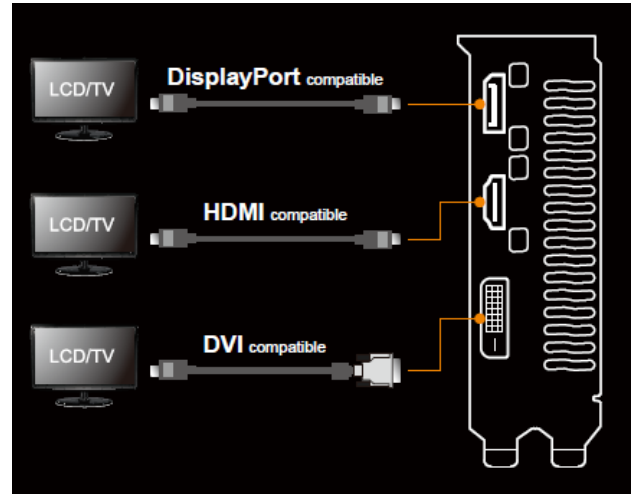 LCD/TV
DisplayPort compatible
LCD/TV
HDMI compatible
LCD/TV
DVI compatible